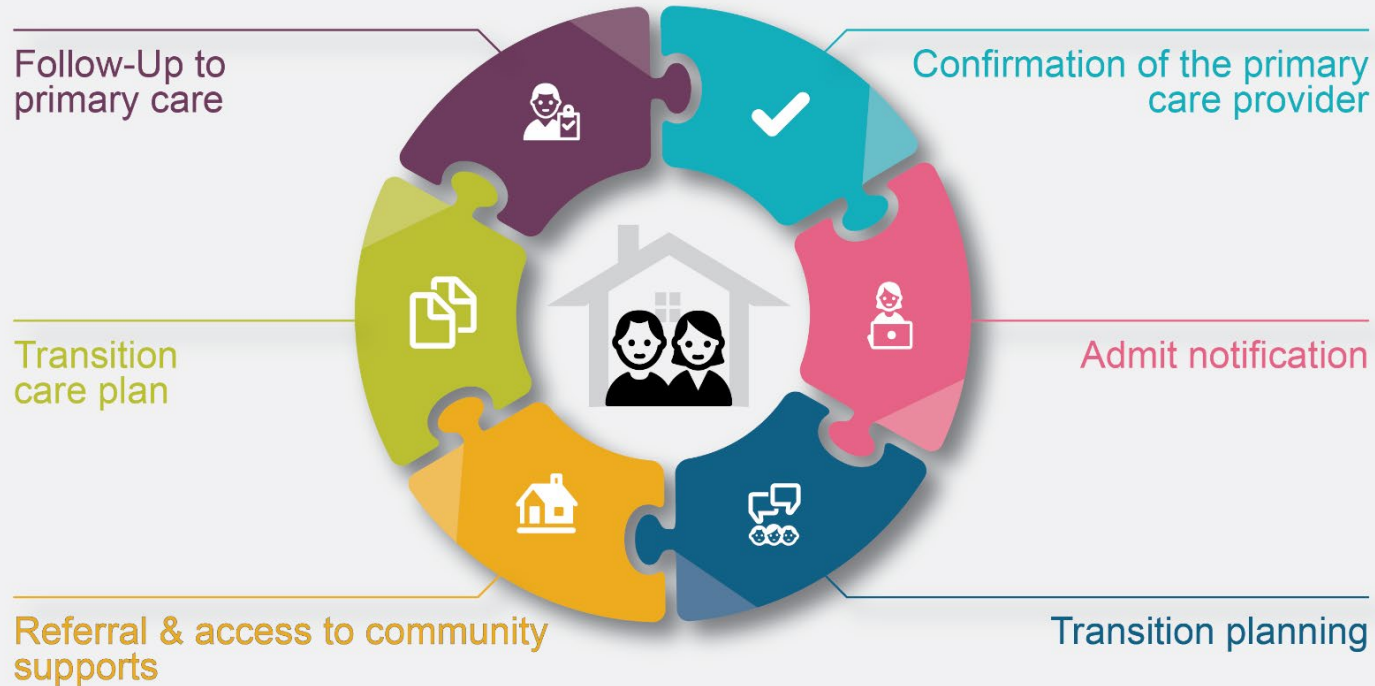 Follow-Up to
primary care
Confirmation of the primary
care provider
Transition
care plan
Admit notification
Referral & access to community
supports
Transition planning